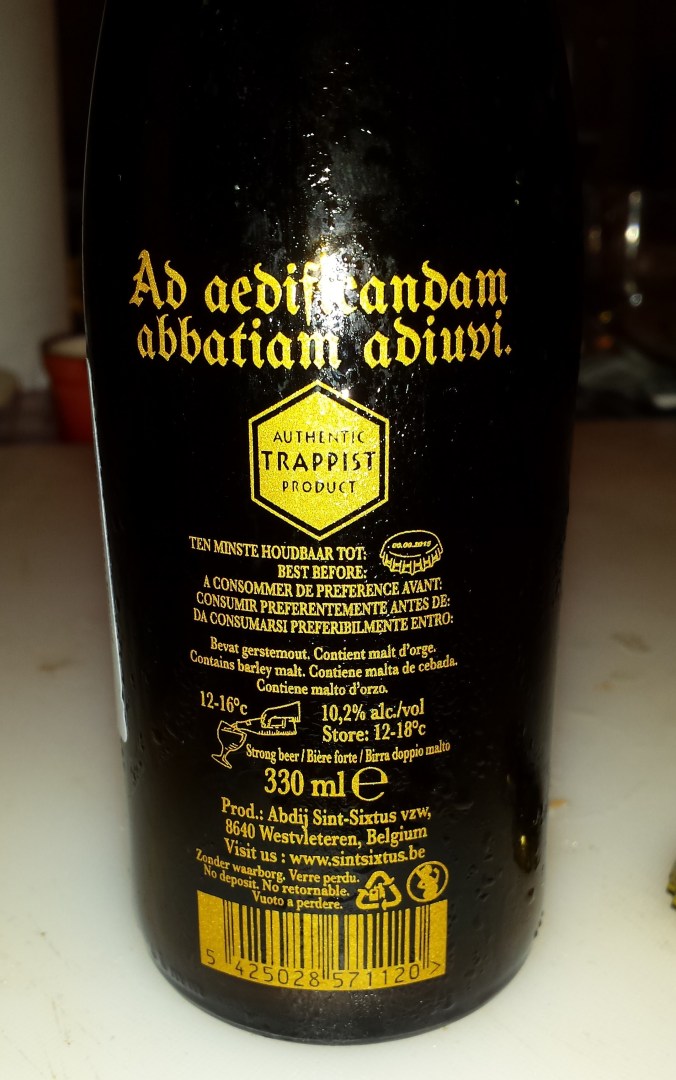 Ad aedificandam
abbatiam adiuvi.
AUTHENTIC
TRAPPIST
PRODUCT
TEN MINSTE HOUDBAAR TOT:
BEST BEFORE:
A CONSOMMER DE PREFERENCE AVANT:
CONSUMIR PREFERENTEMENTE ANTES DE:
DA CONSUMARSI PREFERIBILMENTE ENTRO:
Bevat gerstemout. Contient malt d'orge.
Contains barley malt. Contiene malta de cebada.
Contiene malto d'orzo.
12-16°c
10,2% alc./vol
Store: 12-18°c
Strong beer / Bière forte / Birra doppio malto
330 ml e
Prod.: Abdij Sint-Sixtus vzw,
8640 Westvleteren, Belgium
Visit us : www.sintsixtus.be
Zonder waarborg. Verre perdu.
No deposit. No retornable.
Vuoto a perdere.
5 425028 571120 >